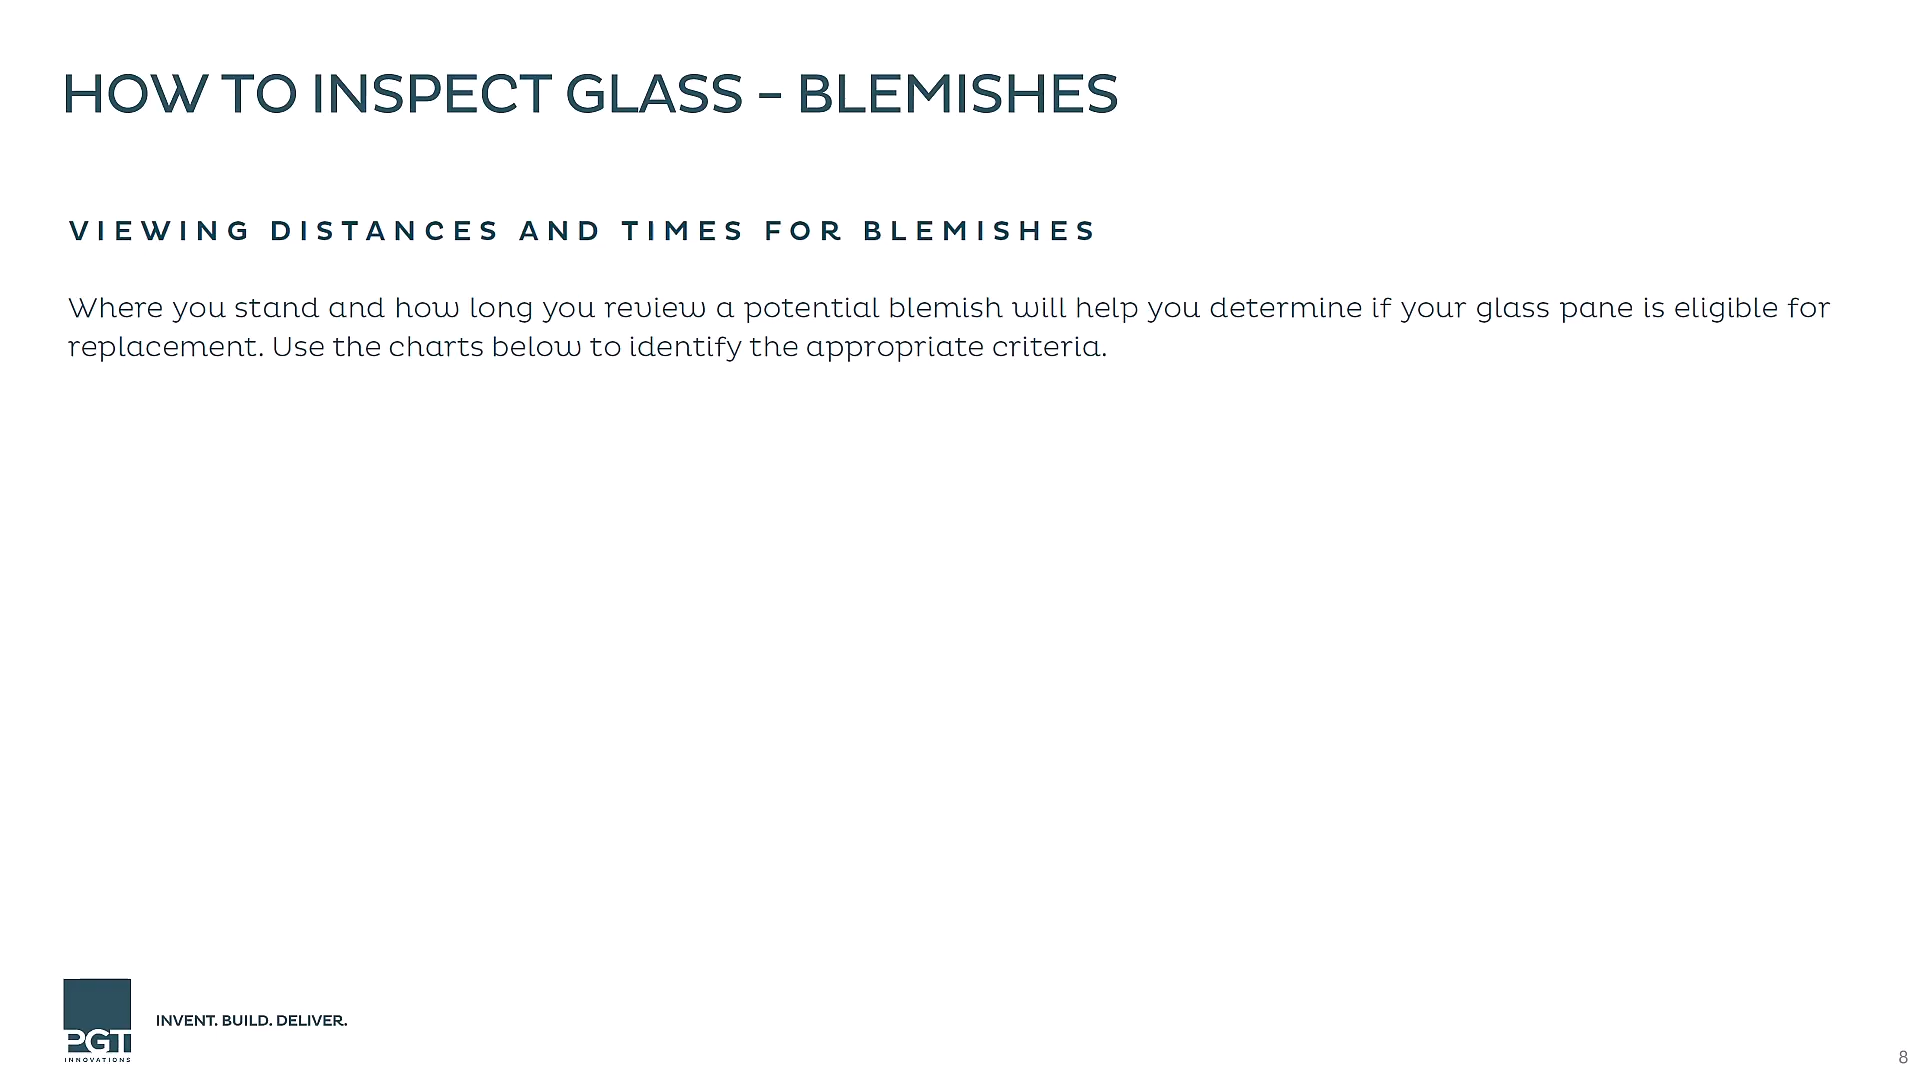 HOW TO INSPECT GLASS – BLEMISHES
VIEWING DISTANCES AND TIMES FOR BLEMISHES
Where you stand and how long you review a potential blemish will help you determine if your glass pane is eligible for
replacement. Use the charts below to identify the appropriate criteria.
PGT
INNOVATIONS
INVENT. BUILD. DELIVER.
8